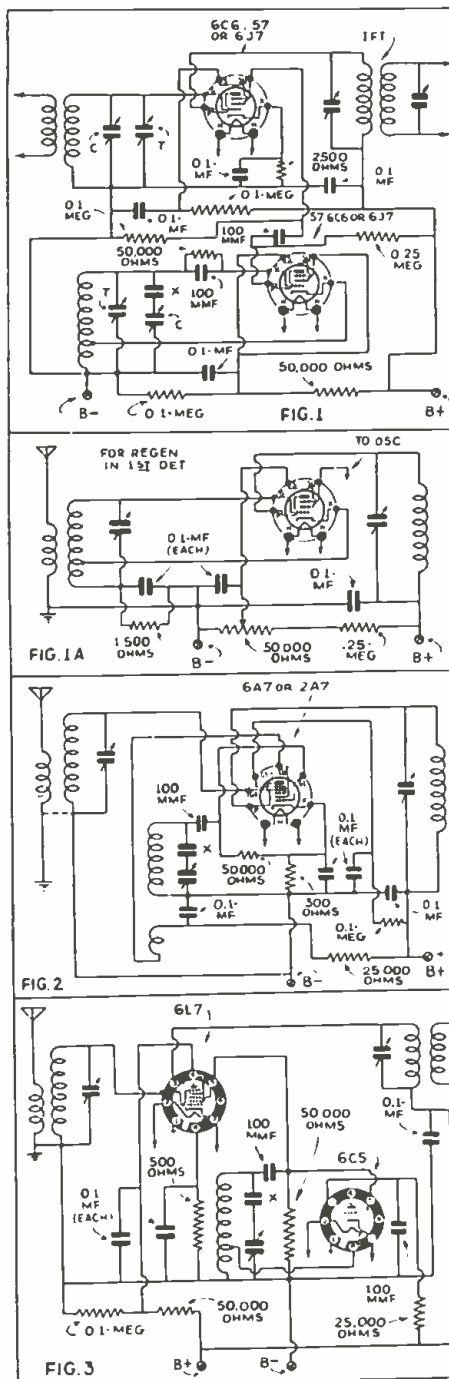 6C6, 57
OR 6J7
IFT
C
T
0.1-
MF
2500
OHMS
0.1
MF
0.1-MEG
0.1
MEG
0.1-
MF
50,000
OHMS
100
MMF
57 6C6 OR 6J7
0.25
MEG
T
X
100
MMF
C
0.1-MF
50,000 OHMS
0.1-MEG
B-
FIG.1
B+
FOR REGEN
IN 1ST DET
TO OSC
0.1-MF
(EACH)
0.1-
MF
1500
OHMS
FIG.1A
B-
50,000
OHMS
.25-
MEG
B+
6A7 OR 2A7
100
MMF
X
50000
OHMS
0.1
MF
(EACH)
0.1-
MF
300
OHMS
0.1
MF
0.1-
MEG
FIG.2
B-
25,000
OHMS
B+
6L7
50,000
OHMS
0.1-
MF
100
MMF
6C5
500
OHMS
X
0.1
MF
(EACH)
50,000
OHMS
100
MMF
0.1-MEG
25,000
OHMS
B+
B-
FIG.3